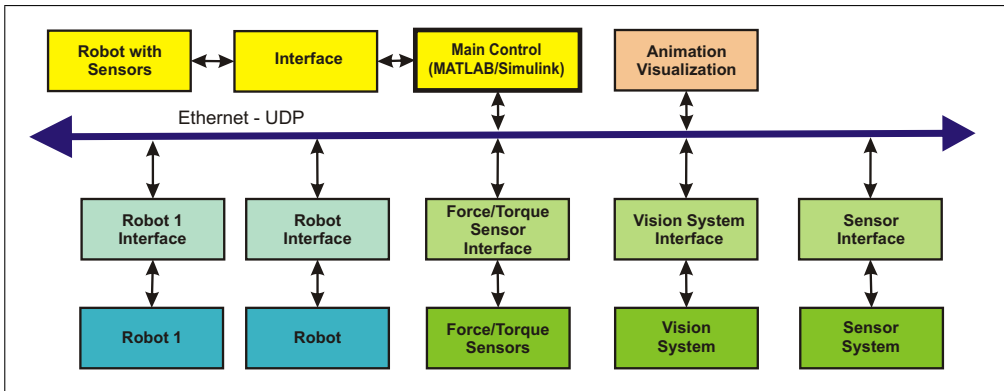 Robot with
Sensors
Interface
Main Control
(MATLAB/Simulink)
Animation
Visualization
Ethernet - UDP
Robot 1
Interface
Robot
Interface
Force/Torque
Sensor
Interface
Vision System
Interface
Sensor
Interface
Robot 1
Robot
Force/Torque
Sensors
Vision
System
Sensor
System